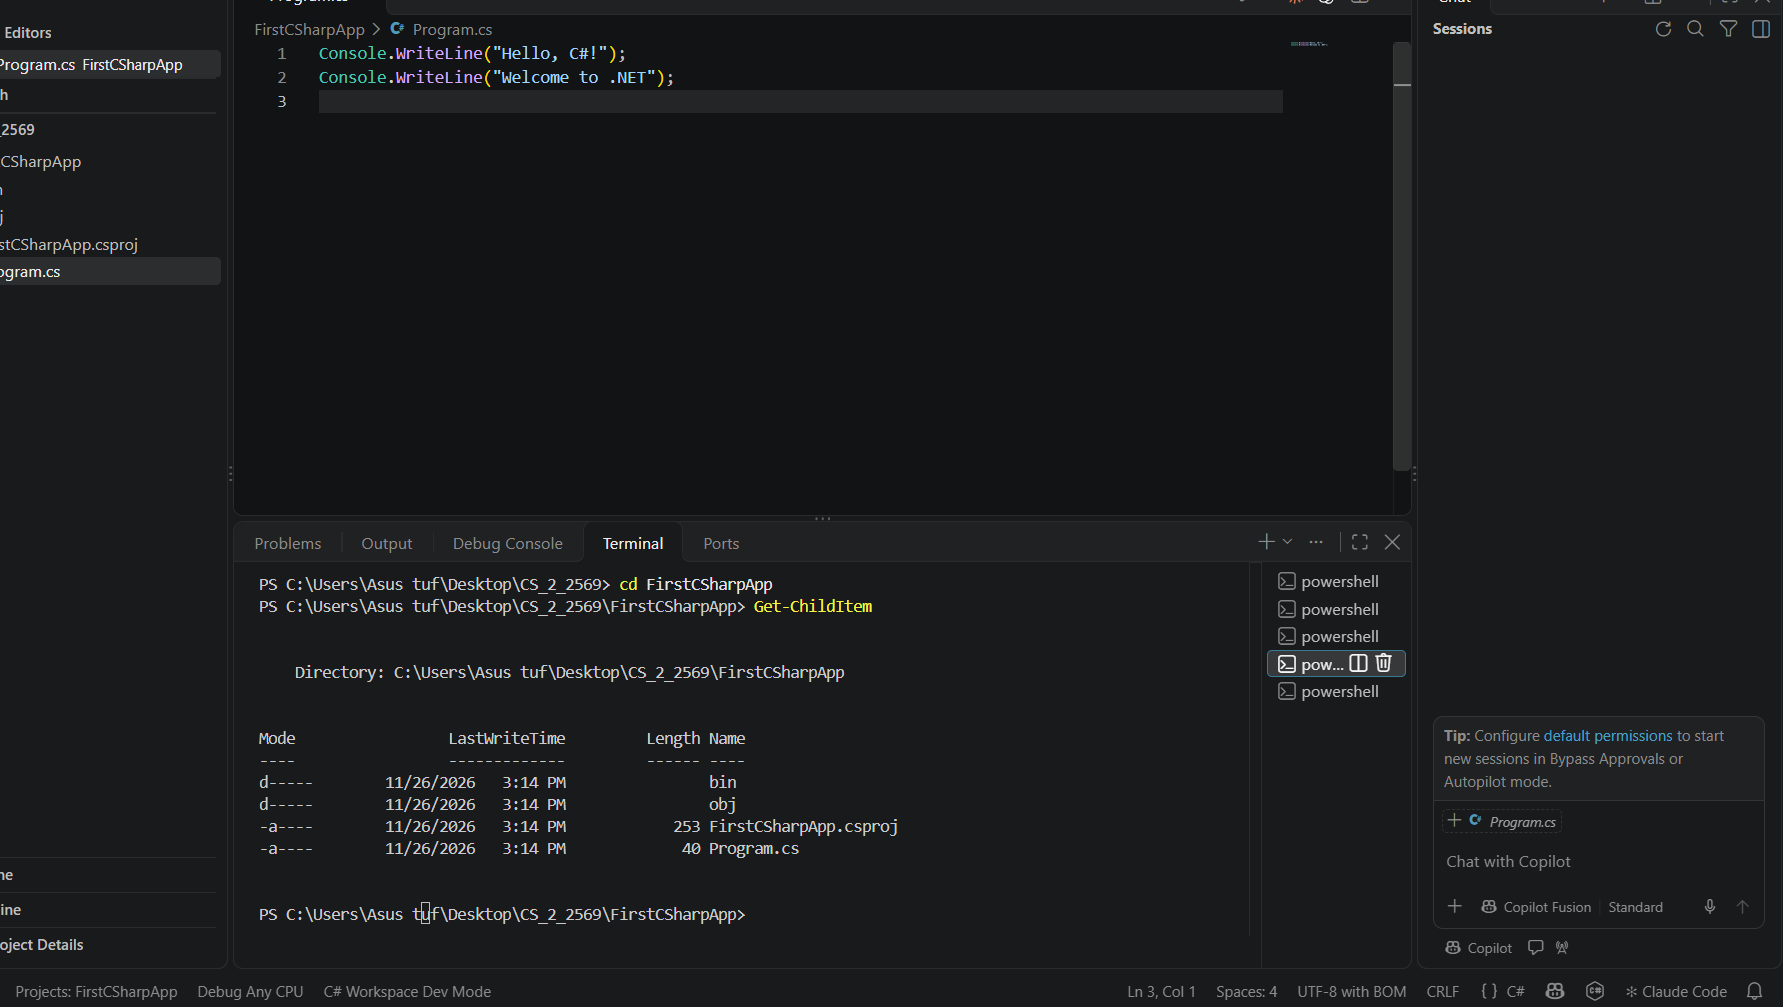 Editors
Program.cs FirstCSharpApp
_2569
CSharpApp
stCSharpApp.csproj
ogram.cs
ne
ine
oject Details
FirstCSharpApp > Program.cs
1 Console.WriteLine("Hello, C#!");
2 Console.WriteLine("Welcome to .NET");
3
Problems Output Debug Console Terminal Ports
PS C:\Users\Asus tuf\Desktop\CS_2_2569> cd FirstCSharpApp
PS C:\Users\Asus tuf\Desktop\CS_2_2569\FirstCSharpApp> Get-ChildItem
Directory: C:\Users\Asus tuf\Desktop\CS_2_2569\FirstCSharpApp
Mode LastWriteTime Length Name
---- ------------- ------ ----
d----- 11/26/2026 3:14 PM bin
d----- 11/26/2026 3:14 PM obj
-a---- 11/26/2026 3:14 PM 253 FirstCSharpApp.csproj
-a---- 11/26/2026 3:14 PM 40 Program.cs
PS C:\Users\Asus tuf\Desktop\CS_2_2569\FirstCSharpApp>
powershell
powershell
powershell
pow...
powershell
Sessions
Tip: Configure default permissions to start
new sessions in Bypass Approvals or
Autopilot mode.
Program.cs
Chat with Copilot
Copilot Fusion Standard
Copilot
Projects: FirstCSharpApp Debug Any CPU C# Workspace Dev Mode Ln 3, Col 1 Spaces: 4 UTF-8 with BOM CRLF {} C# Claude Code